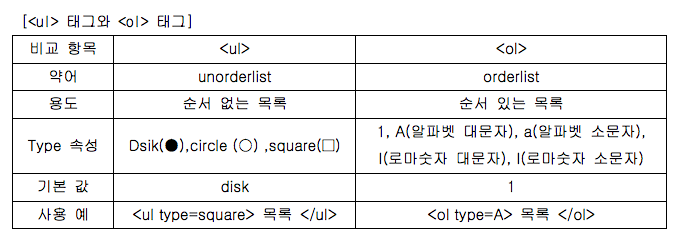 [<ul> 태그와 <ol> 태그]
비교 항목 <ul> <ol>
약어 unorderlist orderlist
용도 순서 없는 목록 순서 있는 목록
Type 속성 Dsik(●),circle (○) ,square(□) 1, A(알파벳 대문자), a(알파벳 소문자),
I(로마숫자 대문자), I(로마숫자 소문자)
기본 값 disk 1
사용 예 <ul type=square> 목록 </ul> <ol type=A> 목록 </ol>